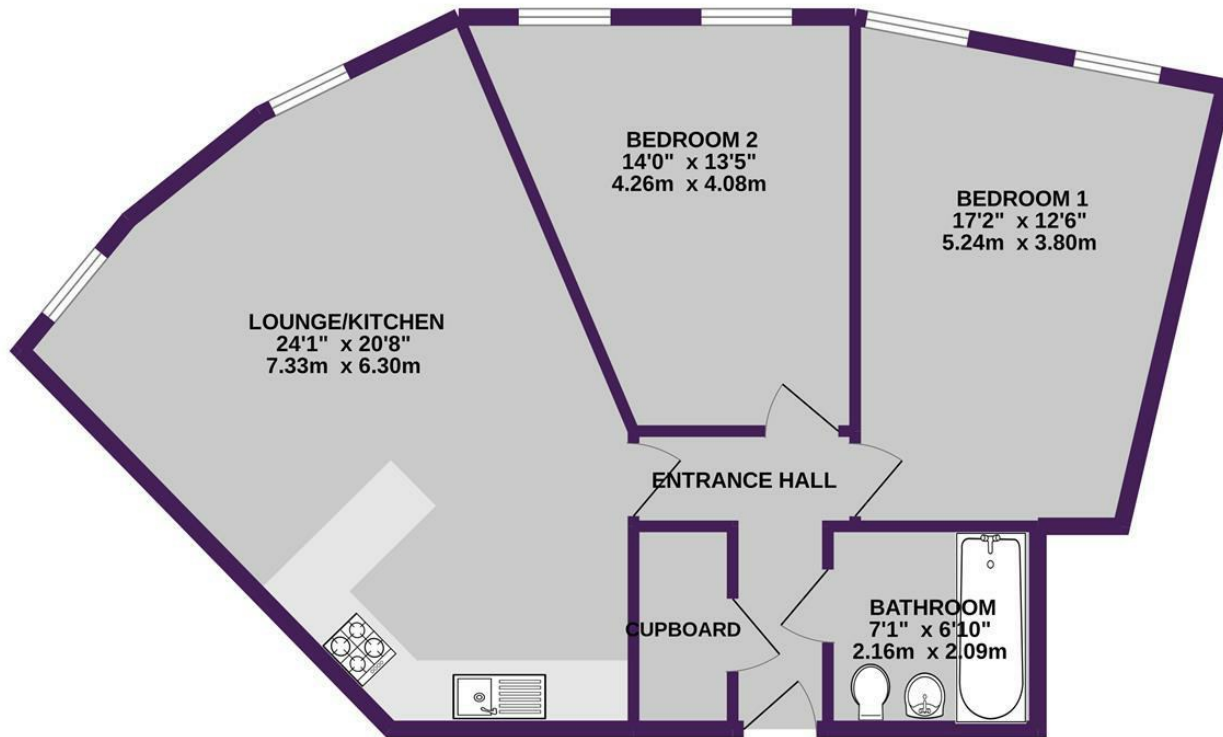 BEDROOM 2
14'0" x 13'5"
4.26m x 4.08m
BEDROOM 1
17'2" x 12'6"
5.24m x 3.80m
LOUNGE/KITCHEN
24'1" x 20'8"
7.33m x 6.30m
ENTRANCE HALL
CUPBOARD
BATHROOM
7'1" x 6'10"
2.16m x 2.09m